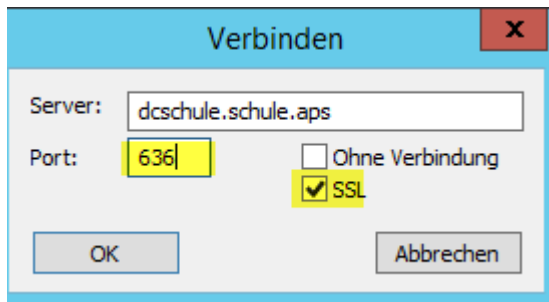 Verbinden
x
Server: dcschule.schule.aps
Port: 636 Ohne Verbindung
SSL
OK Abbrechen